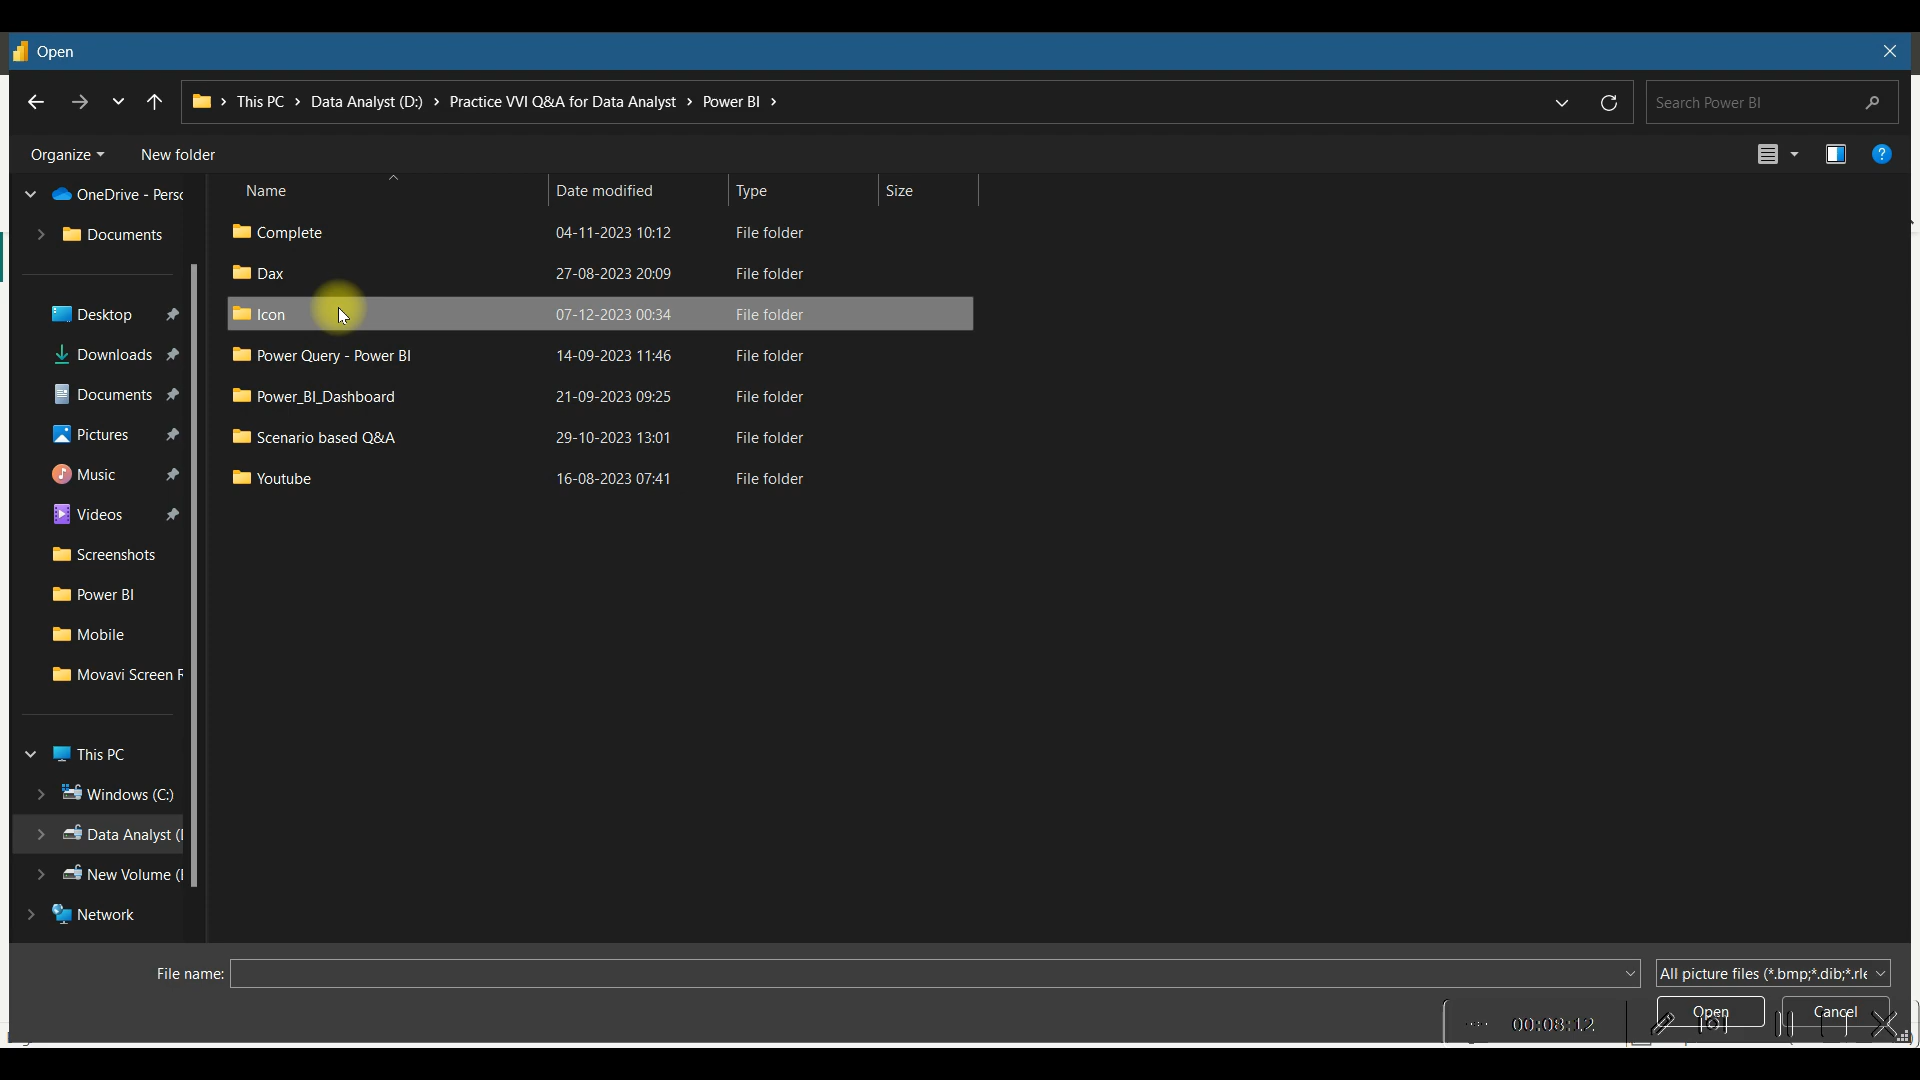 Open
This PC > Data Analyst (D:) > Practice VVI Q&A for Data Analyst > Power BI >
Search Power BI
Organize
New folder
Name
Date modified
Type
Size
OneDrive - Perso
Documents
Desktop
Downloads
Documents
Pictures
Music
Videos
Screenshots
Power BI
Mobile
Movavi Screen R
This PC
Windows (C:)
Data Analyst (
New Volume (
Network
Complete 04-11-2023 10:12 File folder
Dax 27-08-2023 20:09 File folder
Icon 07-12-2023 00:34 File folder
Power Query - Power BI 14-09-2023 11:46 File folder
Power_BI_Dashboard 21-09-2023 09:25 File folder
Scenario based Q&A 29-10-2023 13:01 File folder
Youtube 16-08-2023 07:41 File folder
File name:
All picture files (*.bmp;*.dib;*.rle
Open
Cancel
00:08:12